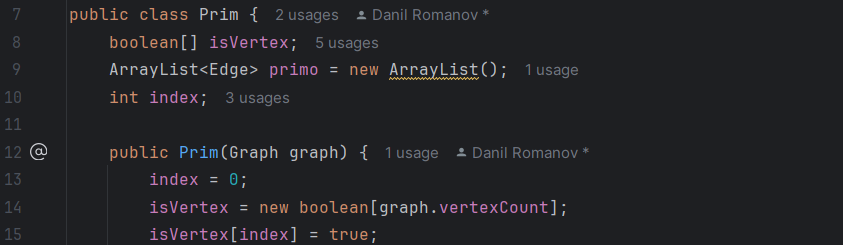 7 public class Prim { 2 usages Danil Romanov *
8 boolean[] isVertex; 5 usages
9 ArrayList<Edge> primo = new ArrayList(); 1 usage
10 int index; 3 usages
11
12 @ public Prim(Graph graph) { 1 usage Danil Romanov *
13 index = 0;
14 isVertex = new boolean[graph.vertexCount];
15 isVertex[index] = true;